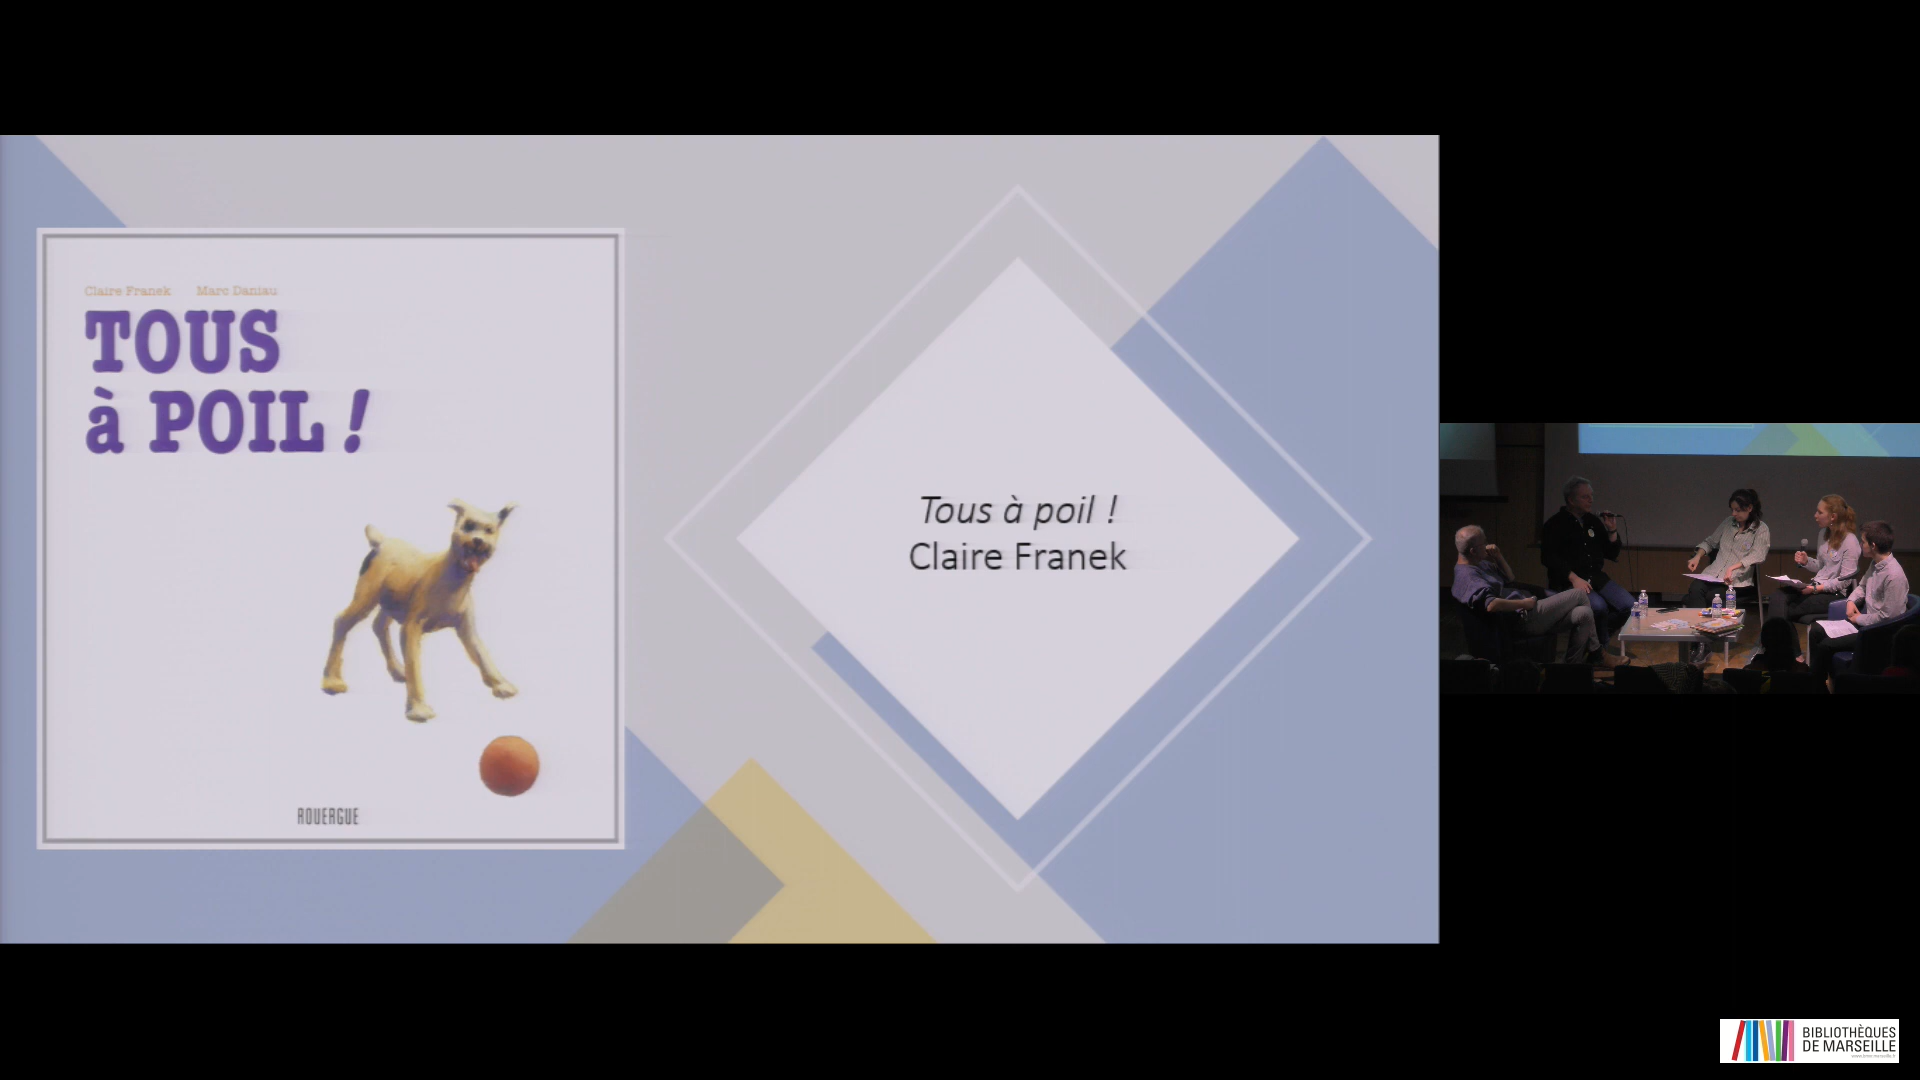 Claire Franek Marc Daniau
TOUS
à POIL !
ROUERGUE
Tous à poil !
Claire Franek
BIBLIOTHÈQUES
DE MARSEILLE